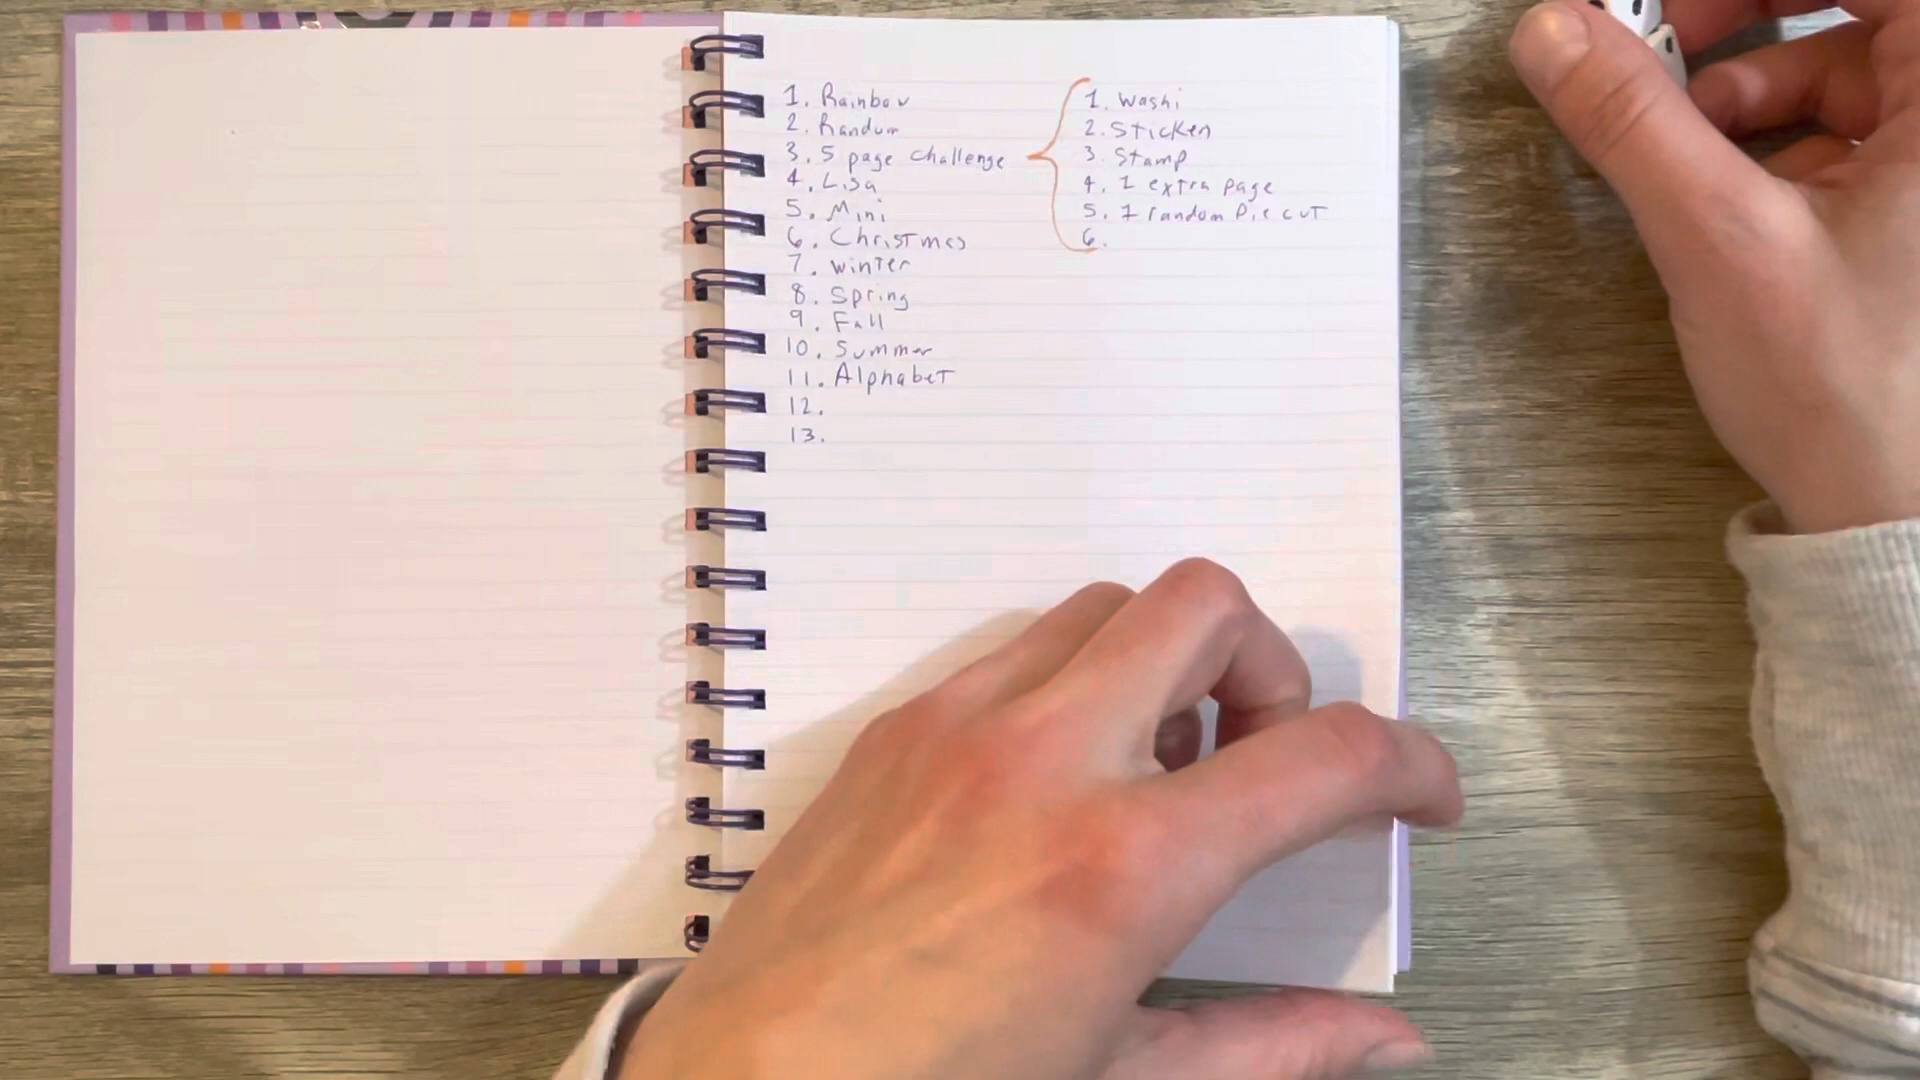 1. Rainbow
2. Random
3. 5 page challenge
4. Lisa
5. Mini
6. Christmas
7. winter
8. Spring
9. Fall
10. Summer
11. Alphabet
12.
13.
1. washi
2. Sticker
3. Stamp
4. 1 extra page
5. 1 random Die cut
6.